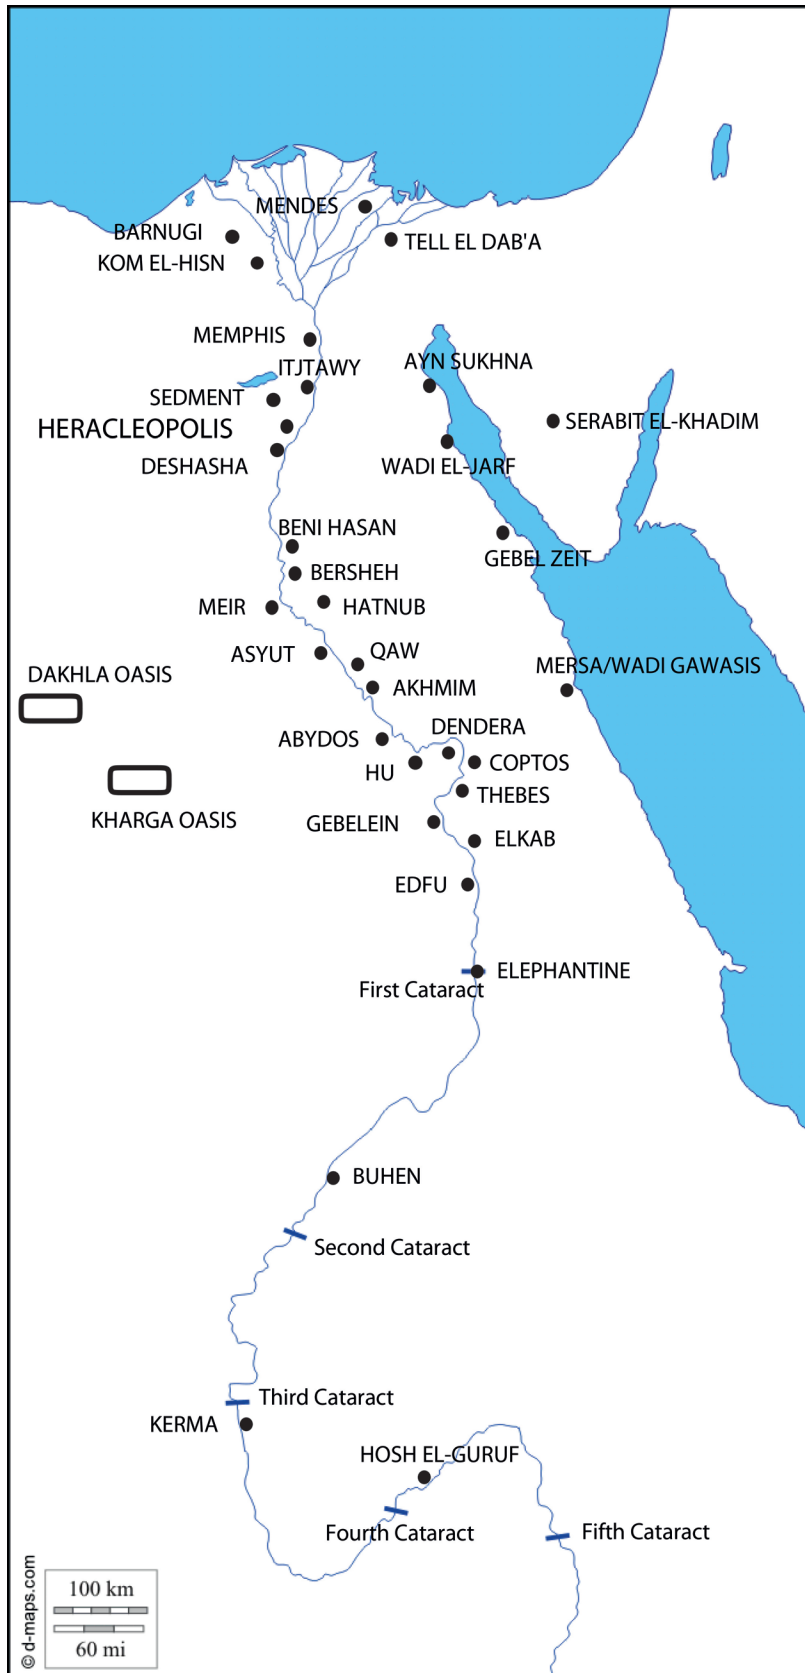 MENDES
BARNUGI
TELL EL DAB'A
KOM EL-HISN
MEMPHIS
AYN SUKHNA
ITJTAWY
SEDMENT
SERABIT EL-KHADIM
HERACLEOPOLIS
DESHASHA
WADI EL-JARF
BENI HASAN
GEBEL ZEIT
BERSHEH
MEIR
HATNUB
ASYUT
QAW
MERSA/WADI GAWASIS
DAKHLA OASIS
AKHMIM
DENDERA
ABYDOS
COPTOS
HU
THEBES
KHARGA OASIS
GEBELEIN
ELKAB
EDFU
ELEPHANTINE
First Cataract
BUHEN
Second Cataract
Third Cataract
KERMA
HOSH EL-GURUF
Fourth Cataract
Fifth Cataract
100 km
60 mi
© d-maps.com